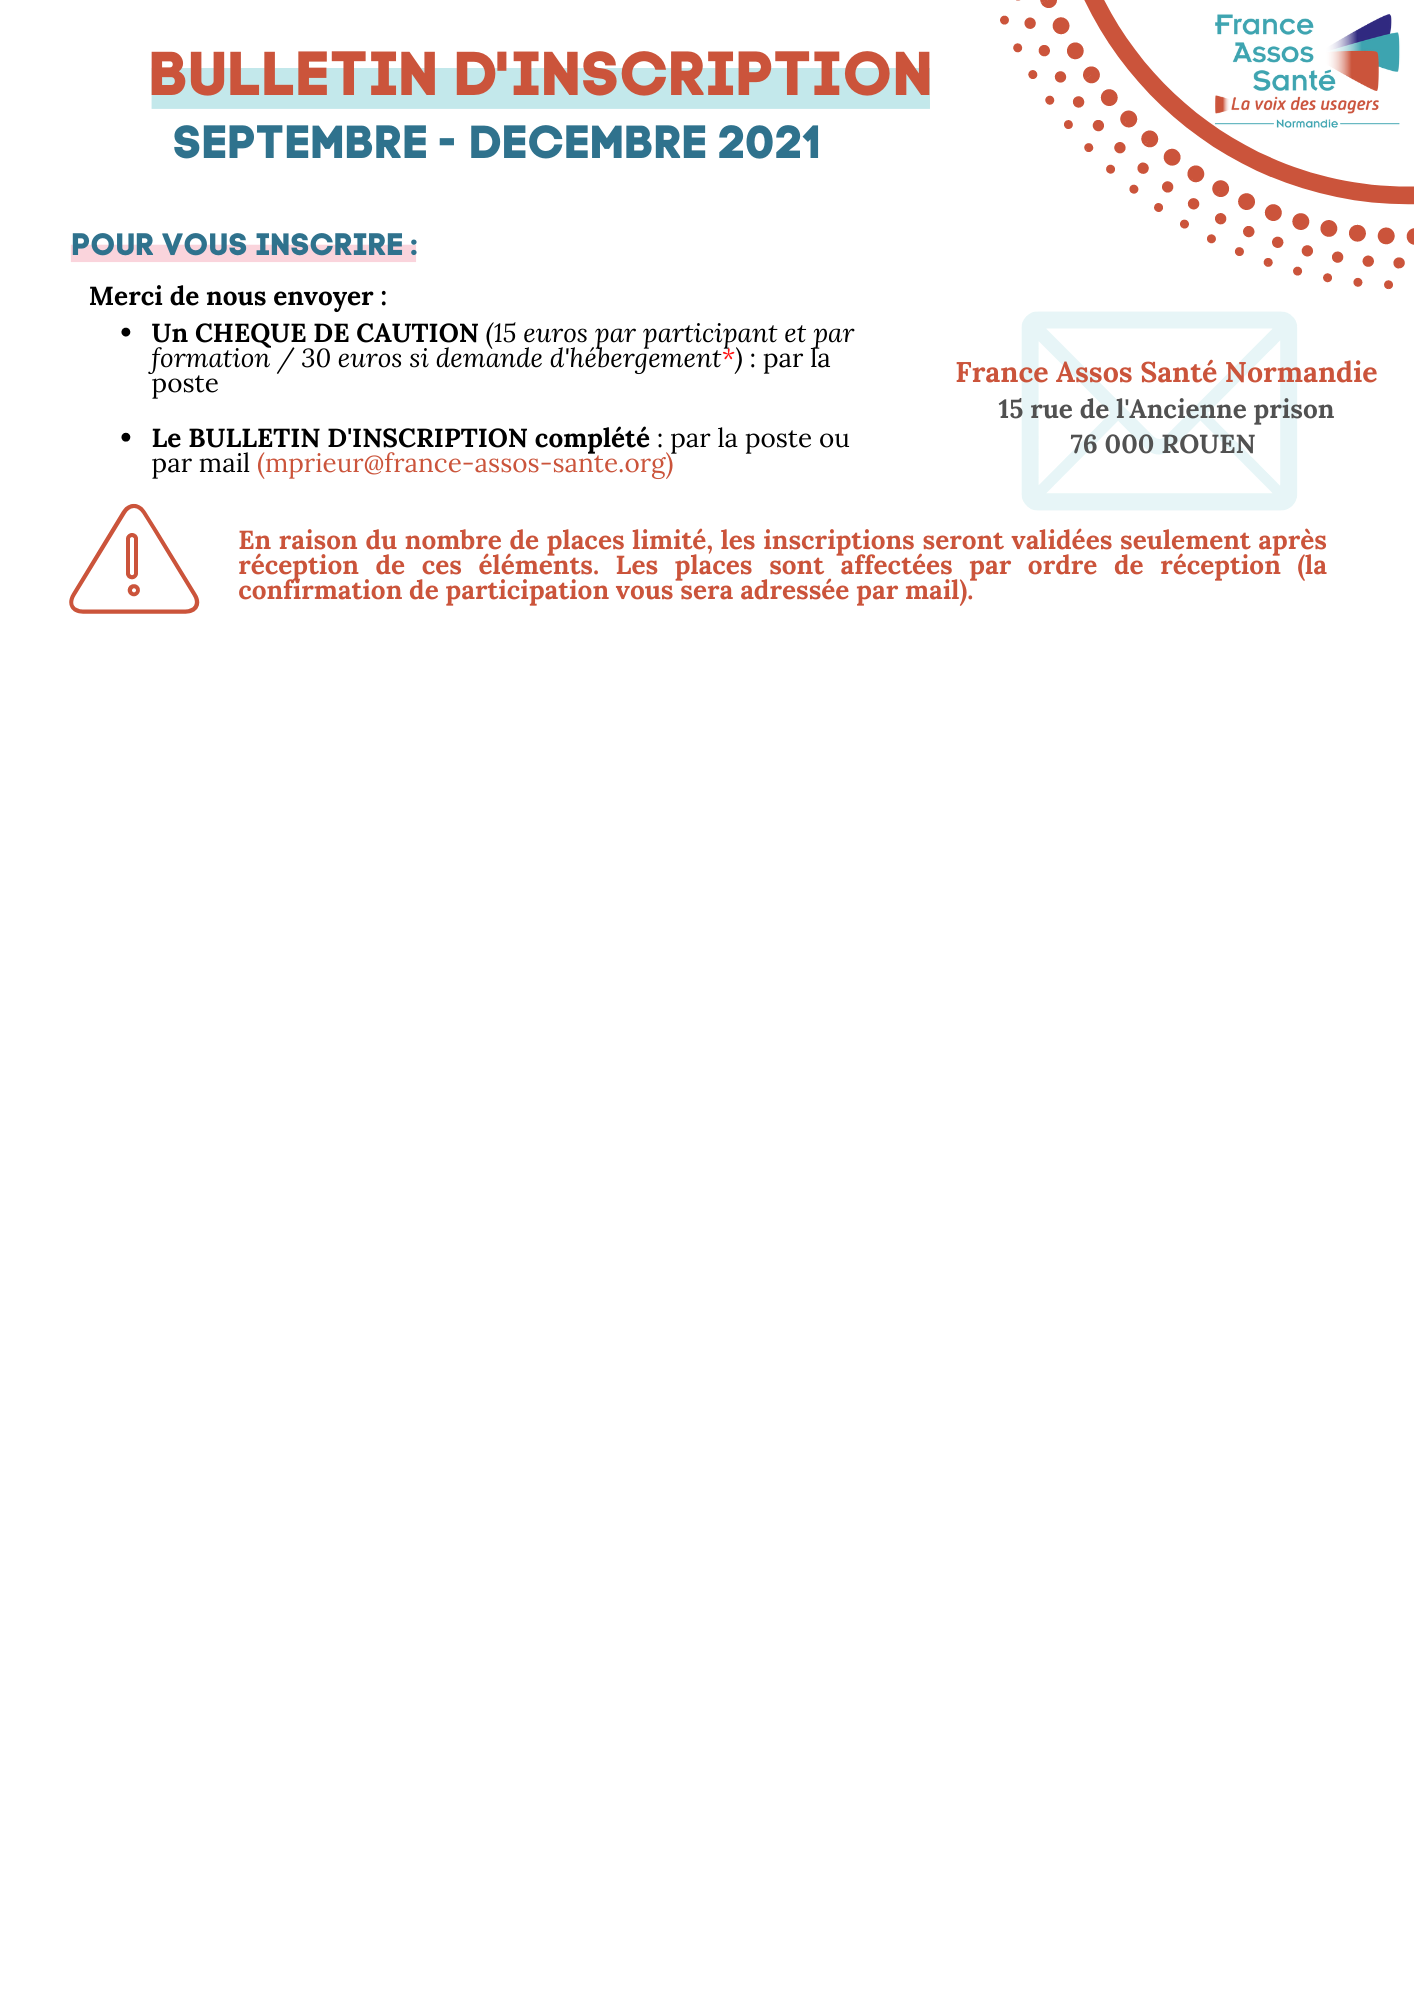 France
Assos
Santé
La voix des usagers
Normandie
BULLETIN D'INSCRIPTION
SEPTEMBRE - DECEMBRE 2021
POUR VOUS INSCRIRE :
Merci de nous envoyer :
• Un CHEQUE DE CAUTION (15 euros par participant et par
formation / 30 euros si demande d'hébergement*) : par la
poste
• Le BULLETIN D'INSCRIPTION complété : par la poste ou
par mail (mprieur@france-assos-sante.org)
France Assos Santé Normandie
15 rue de l'Ancienne prison
76 000 ROUEN
En raison du nombre de places limité, les inscriptions seront validées seulement après
réception de ces éléments. Les places sont affectées par ordre de réception (la
confirmation de participation vous sera adressée par mail).